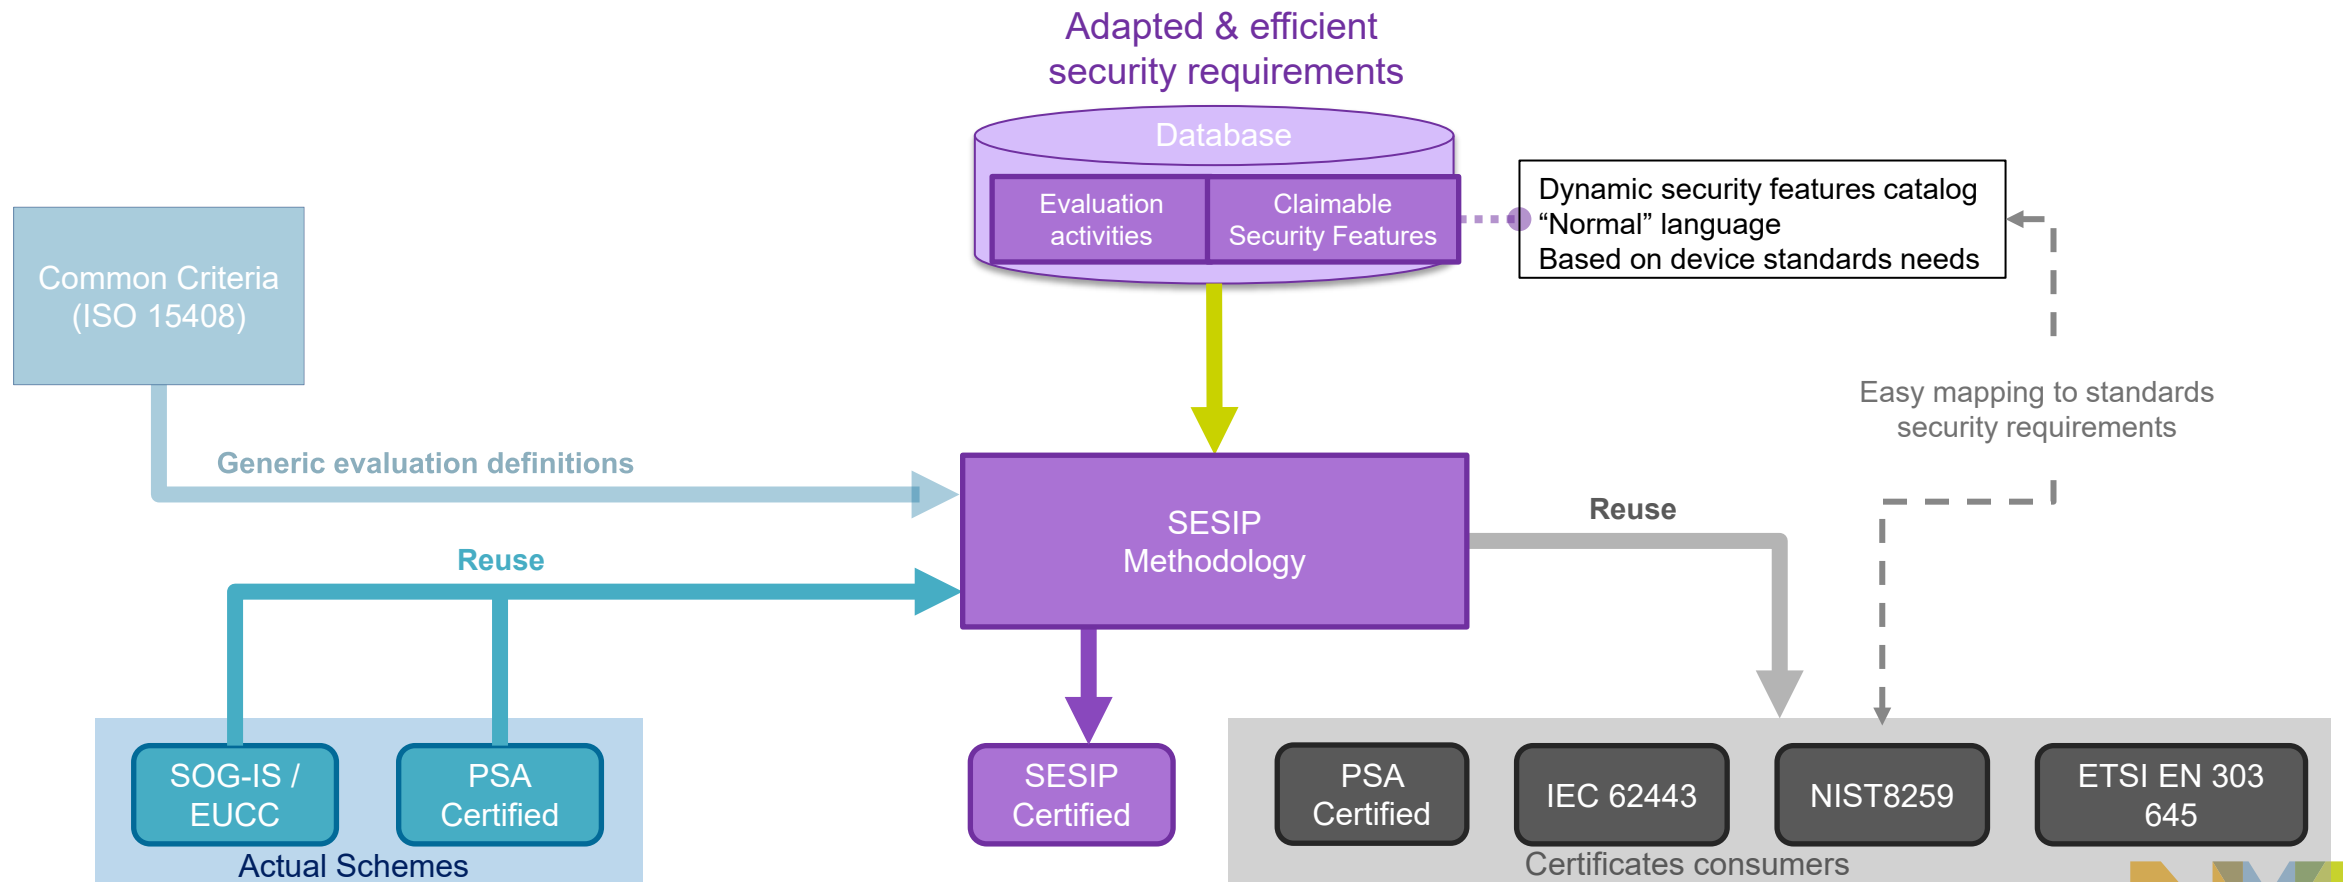 Adapted & efficient
security requirements
Database
Evaluation
activities
Claimable
Security Features
Dynamic security features catalog
“Normal” language
Based on device standards needs
Common Criteria
(ISO 15408)
Easy mapping to standards
security requirements
Generic evaluation definitions
Reuse
SESIP
Methodology
Reuse
SOG-IS /
EUCC
PSA
Certified
Actual Schemes
SESIP
Certified
PSA
Certified
IEC 62443
NIST8259
ETSI EN 303
645
Certificates consumers